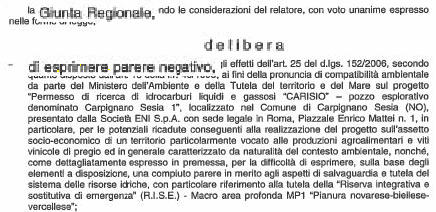 la Giunta Regionale, ndo le considerazioni del relatore, con voto unanime espresso
nelle forme di legge,
delibera
- di esprimere parere negativo, gli effetti dell'art. 25 del d.lgs. 152/2006, secondo
ai fini della pronuncia di compatibilità ambientale
da parte del Ministero dell'Ambiente e della Tutela del territorio e del Mare sul progetto
"Permesso di ricerca di idrocarburi liquidi e gassosi "CARISIO" – pozzo esplorativo
denominato Carpignano Sesia 1", localizzato nel Comune di Carpignano Sesia (NO),
presentato dalla Società ENI S.p.A. con sede legale in Roma, Piazzale Enrico Mattei n. 1, in
particolare, per le potenziali ricadute conseguenti alla realizzazione del progetto sull'assetto
socio-economico di un territorio particolarmente vocato alle produzioni agroalimentari e viti
vinicole di pregio ed in generale caratterizzato da naturalità del contesto ambientale, nonché,
come dettagliatamente espresso in premessa, per la difficoltà di esprimere, sulla base degli
elementi a disposizione, una compiuto parere in merito agli aspetti di salvaguardia e tutela del
sistema delle risorse idriche, con particolare riferimento alla tutela della "Riserva integrativa e
sostitutiva di emergenza" (R.I.S.E.) - Macro area profonda MP1 "Pianura novarese-biellese-
vercellese";